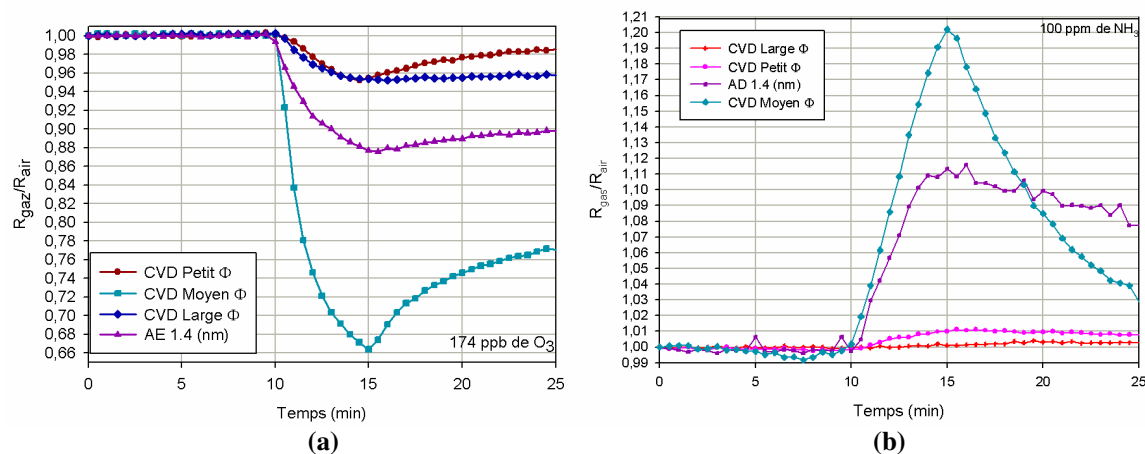 1,00
0,98
0,96
0,94
0,92
0,90
0,88
0,86
0,84
0,82
0,80
0,78
0,76
0,74
0,72
0,70
0,68
0,66
R_gaz/R_air
CVD Petit Φ
CVD Moyen Φ
CVD Large Φ
AE 1.4 (nm)
174 ppb de O₃
0 5 10 15 20 25
Temps (min)
(a)
1,21
1,20
1,19
1,18
1,17
1,16
1,15
1,14
1,13
1,12
1,11
1,10
1,09
1,08
1,07
1,06
1,05
1,04
1,03
1,02
1,01
1,00
0,99
R_gas/R_air
100 ppm de NH₃
CVD Large Φ
CVD Petit Φ
AD 1.4 (nm)
CVD Moyen Φ
0 5 10 15 20 25
Temps (min)
(b)